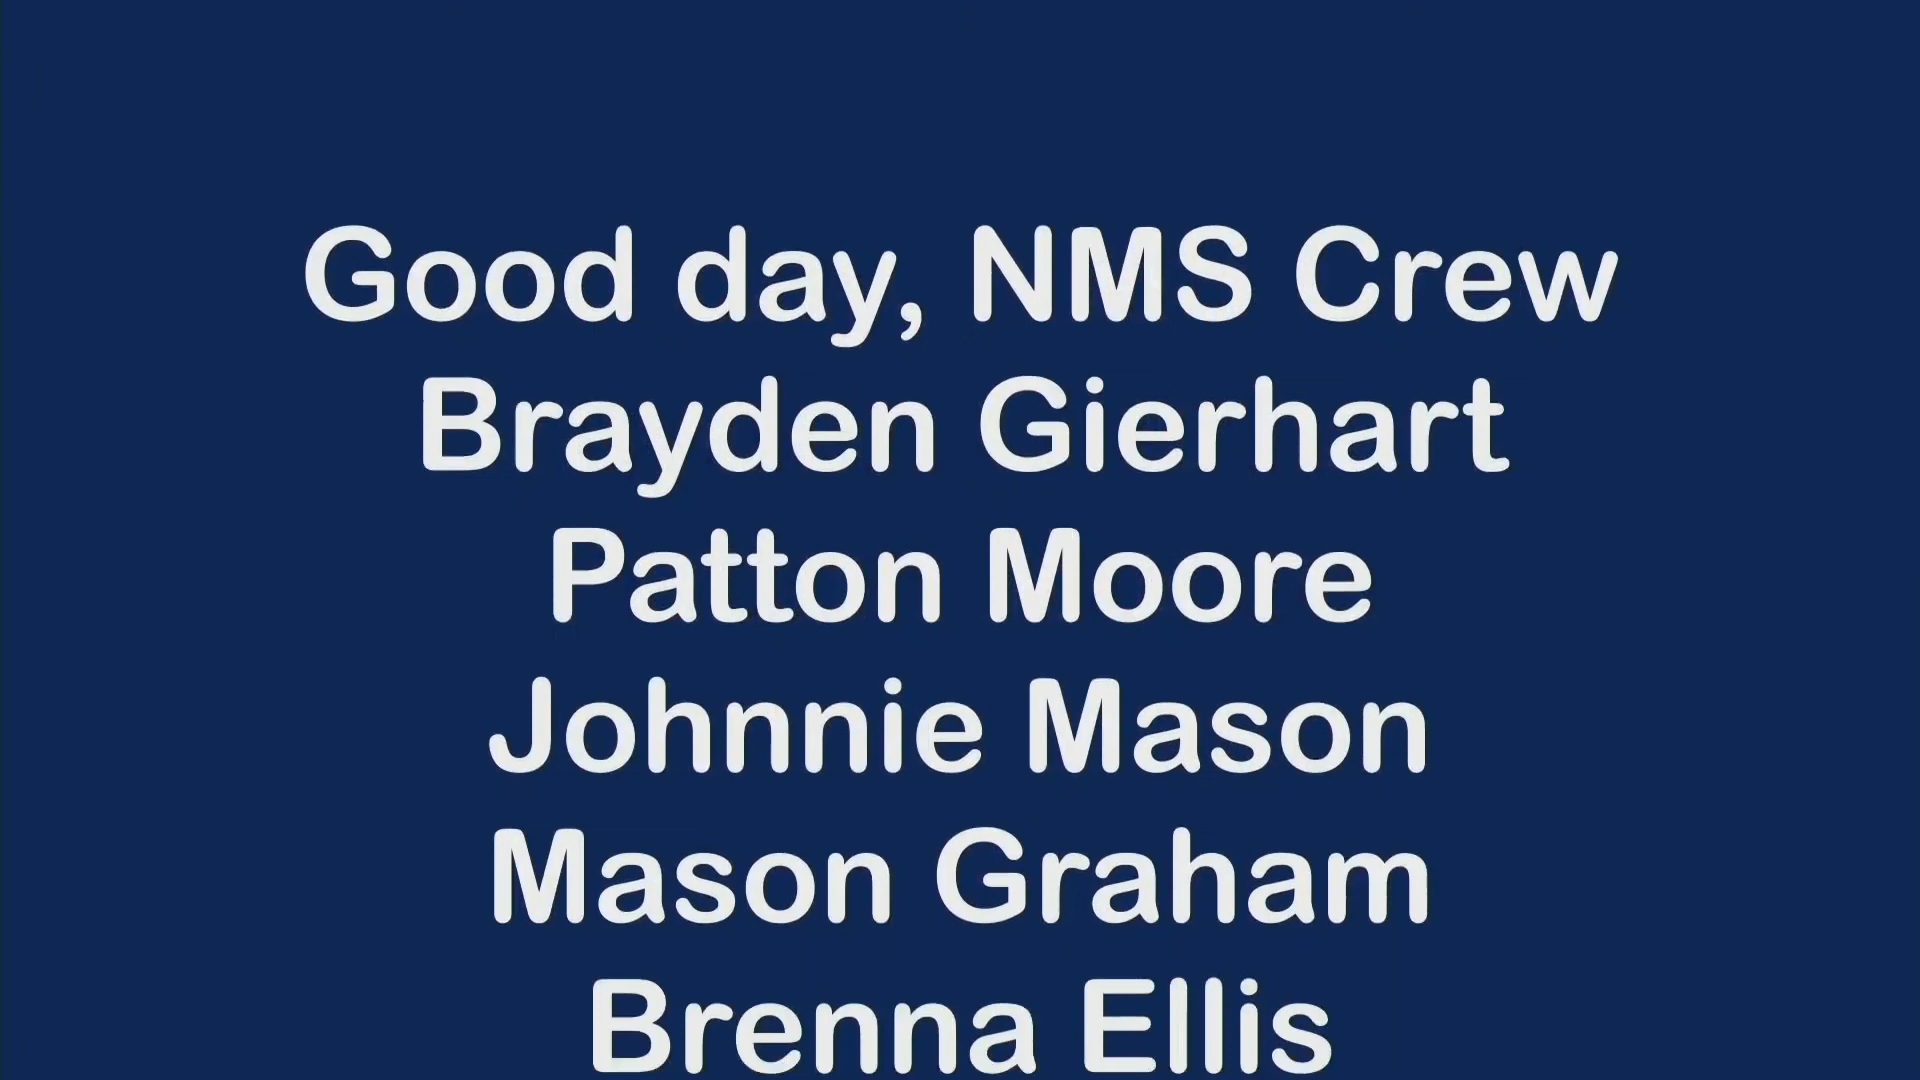 Good day, NMS Crew
Brayden Gierhart
Patton Moore
Johnnie Mason
Mason Graham
Brenna Ellis